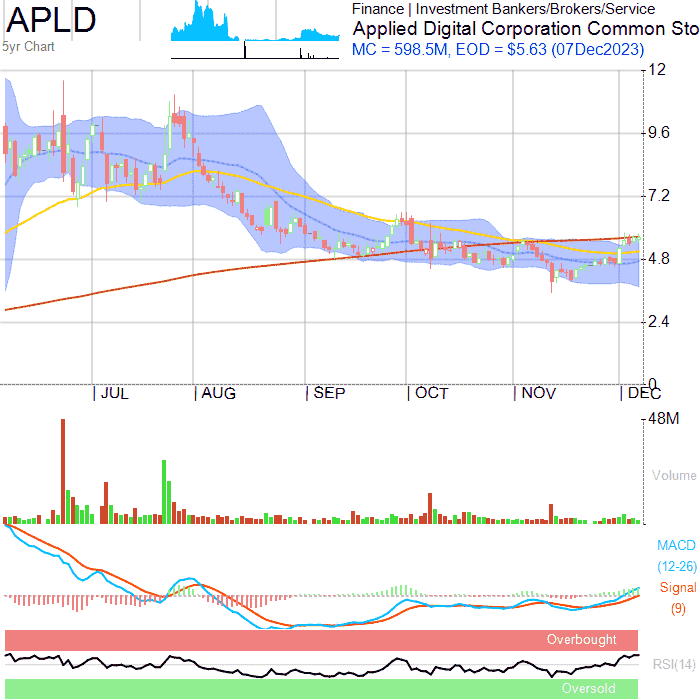 APLD
5yr Chart
Finance | Investment Bankers/Brokers/Service
Applied Digital Corporation Common Sto
MC = 598.5M, EOD = $5.63 (07Dec2023)
12
9.6
7.2
4.8
2.4
0
JUL
AUG
SEP
OCT
NOV
DEC
48M
Volume
MACD
(12-26)
Signal
(9)
Overbought
RSI(14)
Oversold